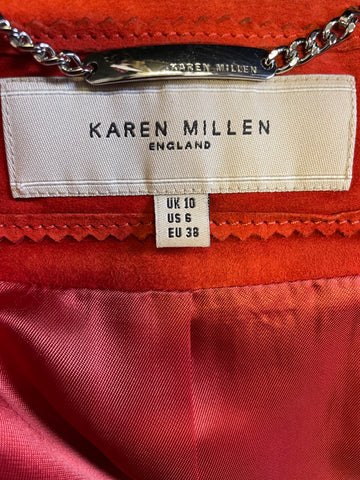 KAREN MILLEN
KAREN MILLEN
ENGLAND
UK 10
US 6
EU 38